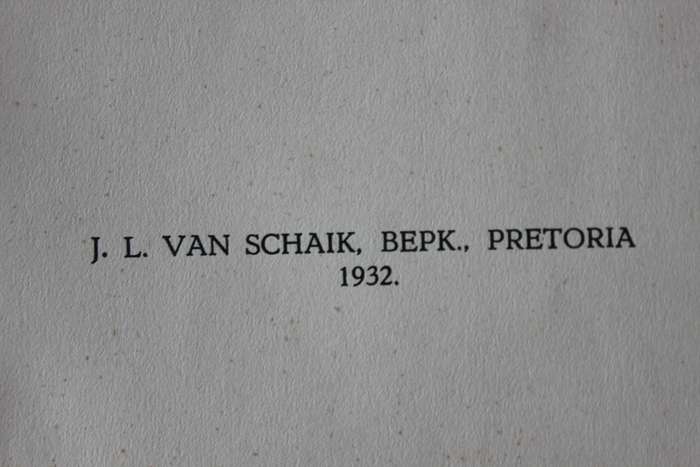 J. L. VAN SCHAIK, BEPK., PRETORIA
1932.